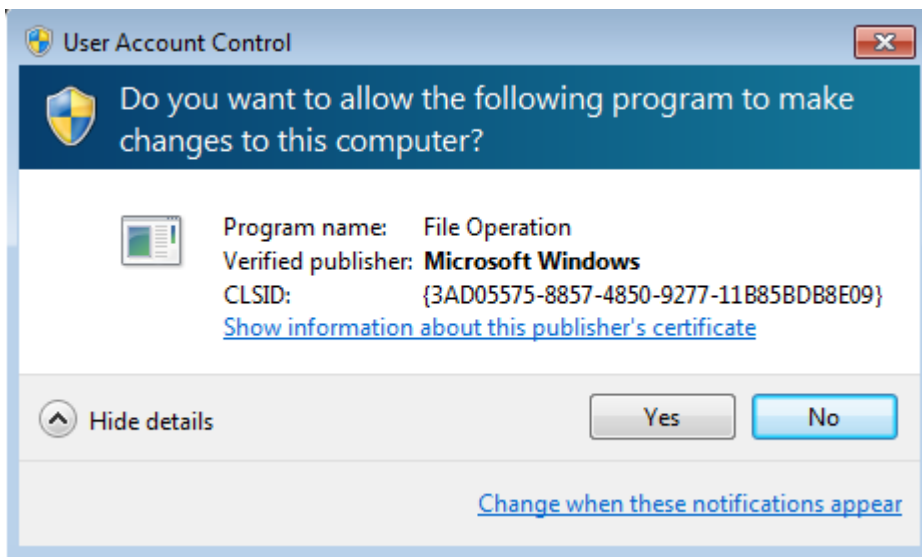 User Account Control
Do you want to allow the following program to make
changes to this computer?
Program name: File Operation
Verified publisher: Microsoft Windows
CLSID: {3AD05575-8857-4850-9277-11B85BDB8E09}
Show information about this publisher's certificate
Hide details
Yes
No
Change when these notifications appear